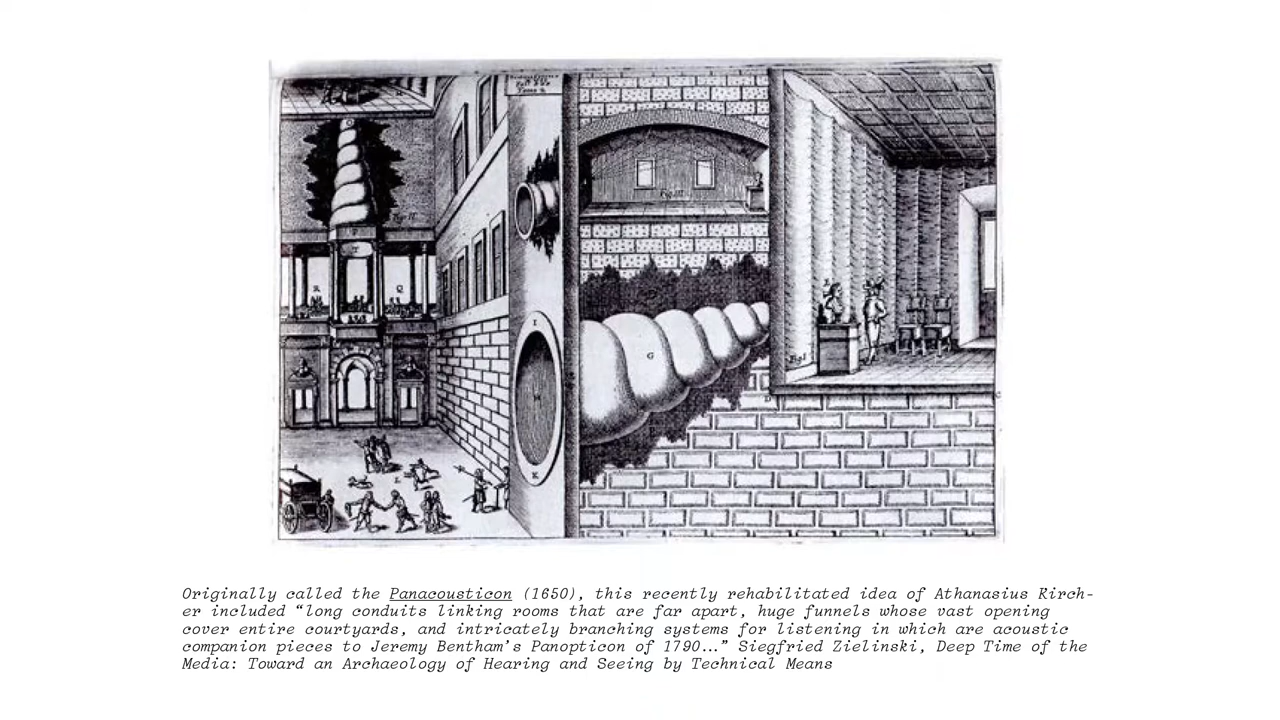 Originally called the Panacousticon (1650), this recently rehabilitated idea of Athanasius Kirch-
er included “long conduits linking rooms that are far apart, huge funnels whose vast opening
cover entire courtyards, and intricately branching systems for listening in which are acoustic
companion pieces to Jeremy Bentham’s Panopticon of 1790…” Siegfried Zielinski, Deep Time of the
Media: Toward an Archaeology of Hearing and Seeing by Technical Means